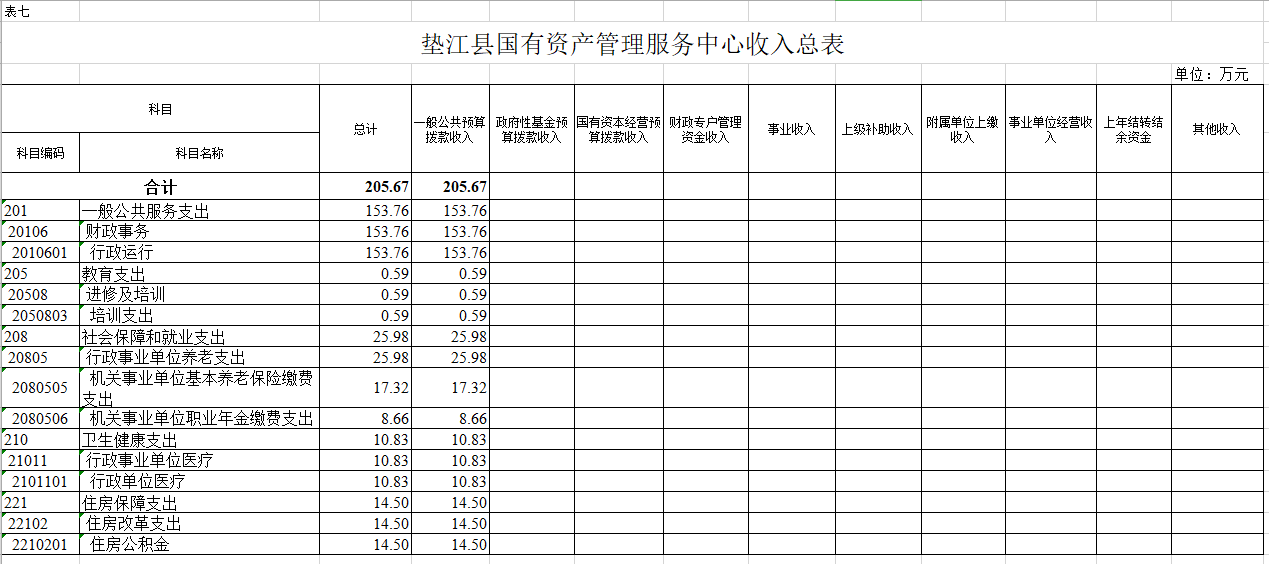 表七
垫江县国有资产管理服务中心收入总表
单位：万元
科目 总计 一般公共预算拨款收入 政府性基金预算拨款收入 国有资本经营预算拨款收入 财政专户管理资金收入 事业收入 上级补助收入 附属单位上缴收入 事业单位经营收入 上年结转结余资金 其他收入
科目编码 科目名称
合计 205.67 205.67
201 一般公共服务支出 153.76 153.76
20106 财政事务 153.76 153.76
2010601 行政运行 153.76 153.76
205 教育支出 0.59 0.59
20508 进修及培训 0.59 0.59
2050803 培训支出 0.59 0.59
208 社会保障和就业支出 25.98 25.98
20805 行政事业单位养老支出 25.98 25.98
2080505 机关事业单位基本养老保险缴费支出 17.32 17.32
2080506 机关事业单位职业年金缴费支出 8.66 8.66
210 卫生健康支出 10.83 10.83
21011 行政事业单位医疗 10.83 10.83
2101101 行政单位医疗 10.83 10.83
221 住房保障支出 14.50 14.50
22102 住房改革支出 14.50 14.50
2210201 住房公积金 14.50 14.50